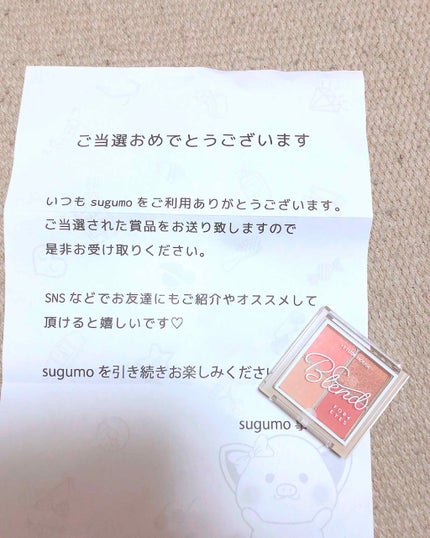 ご当選おめでとうございます
いつも sugumo をご利用ありがとうございます。
ご当選された賞品をお送り致しますので
是非お受け取りください。
SNS などでお友達にもご紹介やオススメして
頂けると嬉しいです♡
sugumo を引き続きお楽しみくださ
sugumo
Blend
FOR4
EYES